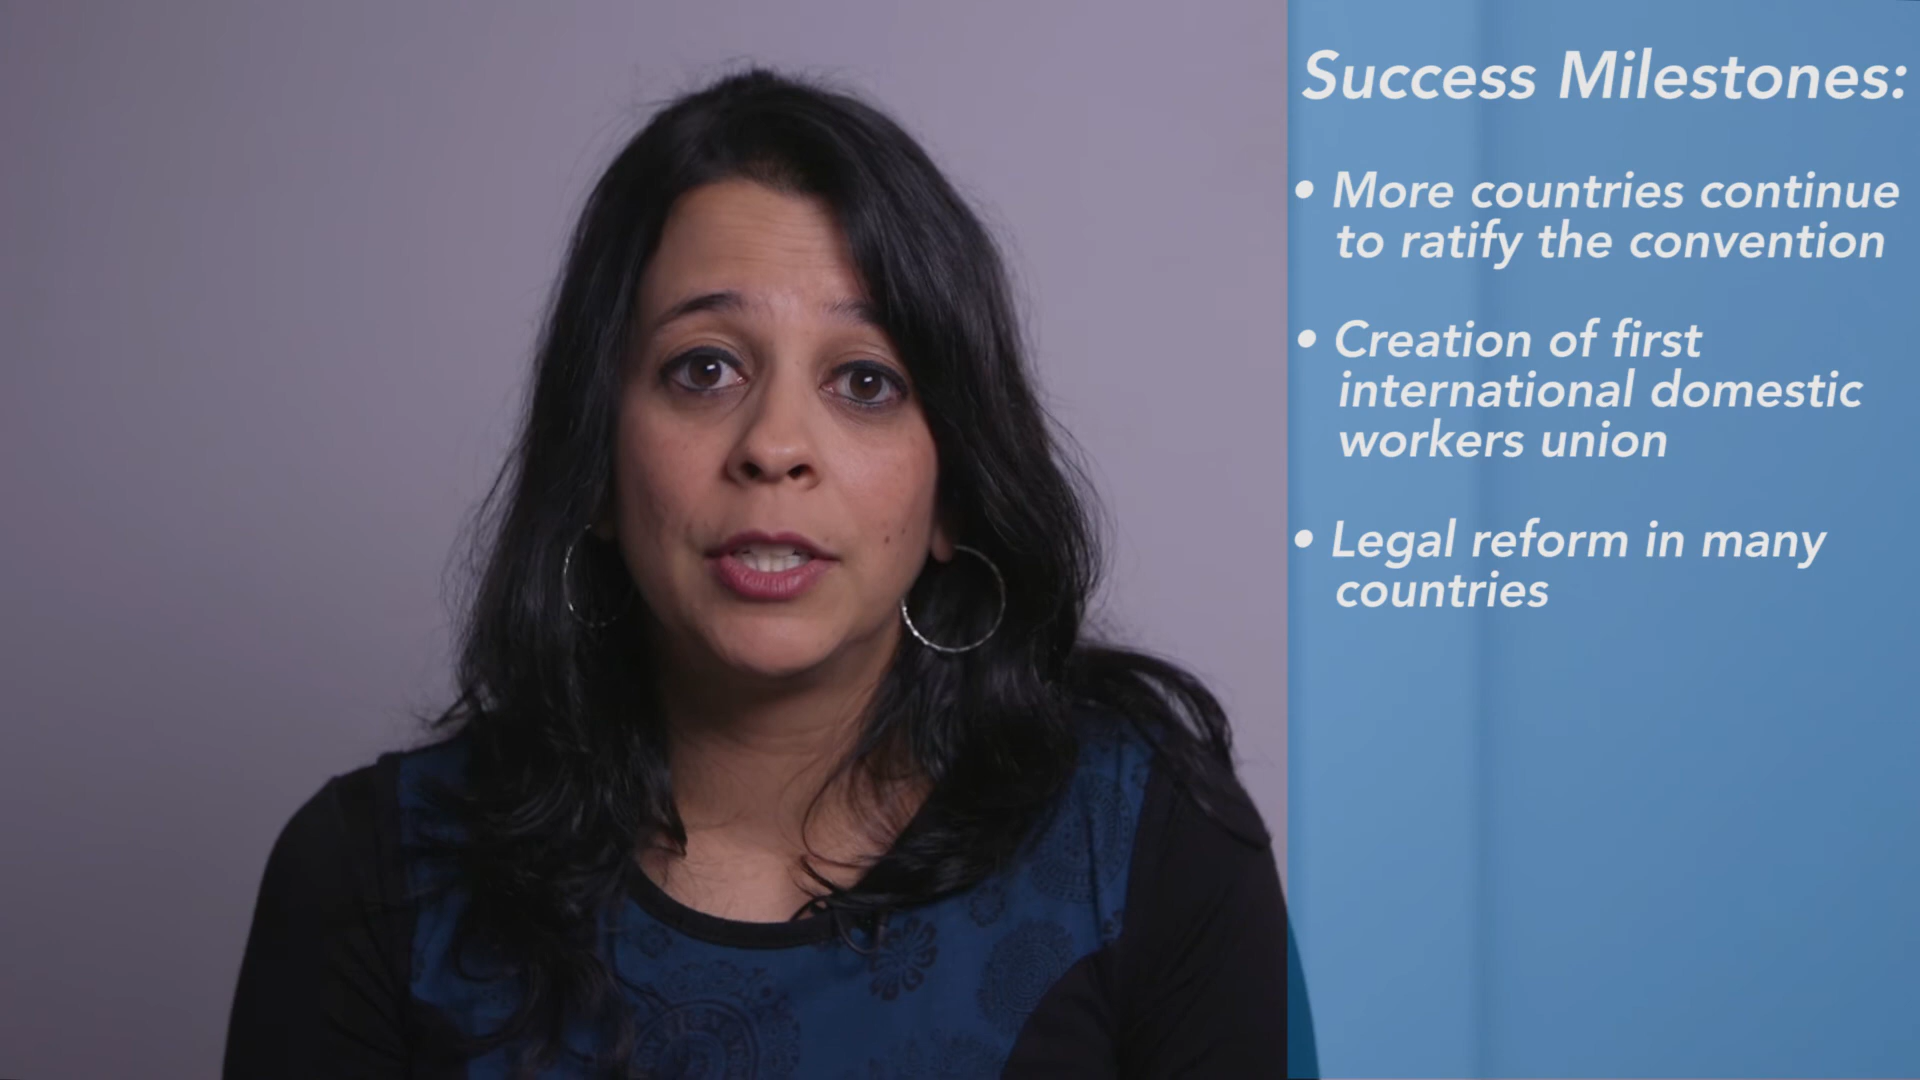 Success Milestones:
• More countries continue
to ratify the convention
• Creation of first
international domestic
workers union
• Legal reform in many
countries